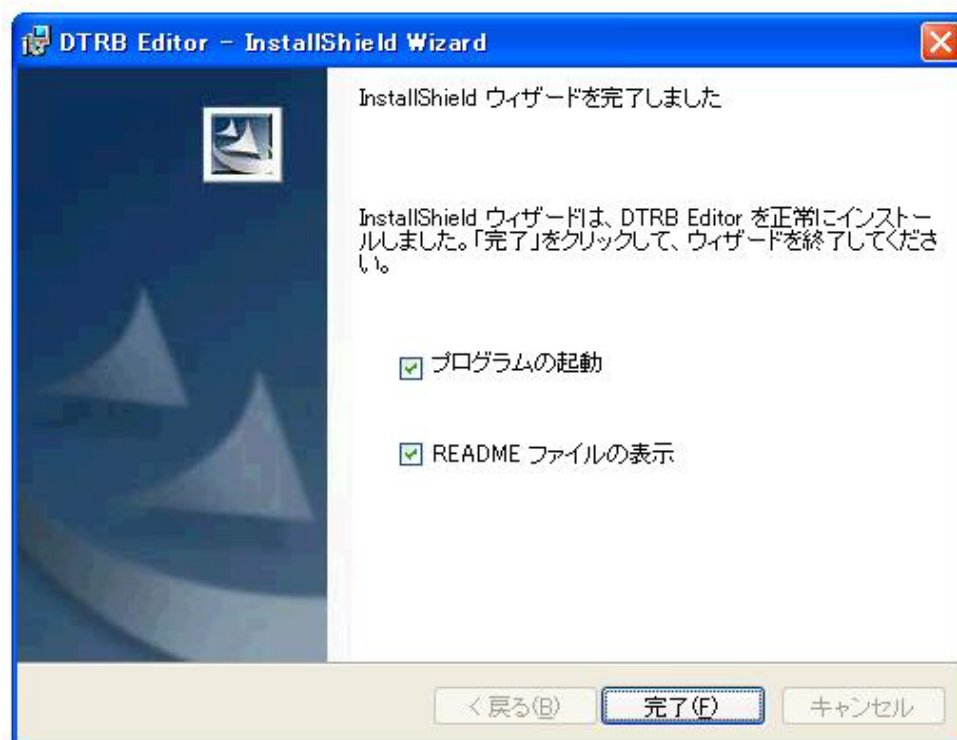 DTRB Editor - InstallShield Wizard
InstallShield ウィザードを完了しました
InstallShield ウィザードは、DTRB Editor を正常にインストー
ルしました。「完了」をクリックして、ウィザードを終了してくださ
い。
プログラムの起動
README ファイルの表示
< 戻る(B) 完了(F) キャンセル